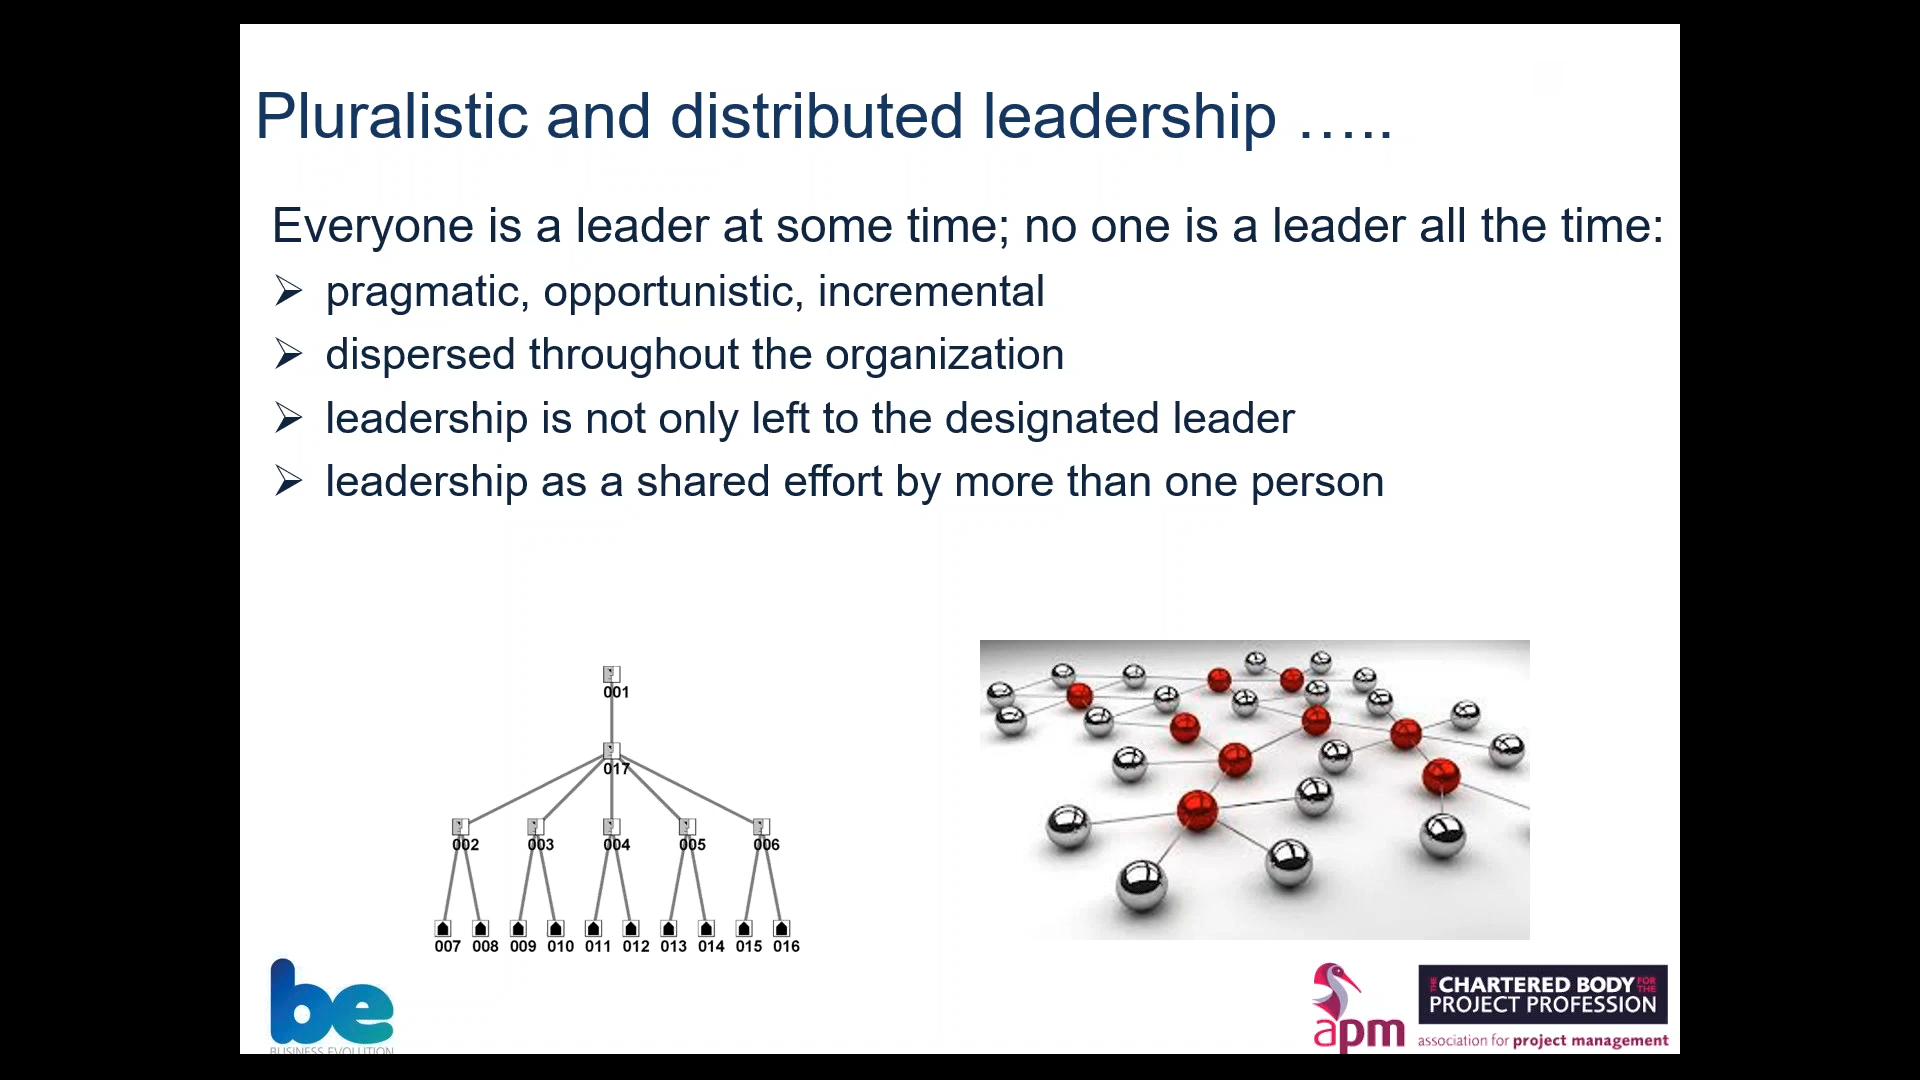 Pluralistic and distributed leadership …..
Everyone is a leader at some time; no one is a leader all the time:
➢ pragmatic, opportunistic, incremental
➢ dispersed throughout the organization
➢ leadership is not only left to the designated leader
➢ leadership as a shared effort by more than one person
001
017
002 003 004 005 006
007 008 009 010 011 012 013 014 015 016
be
BUSINESS EVOLUTION
apm
THE CHARTERED BODY FOR THE
PROJECT PROFESSION
association for project management